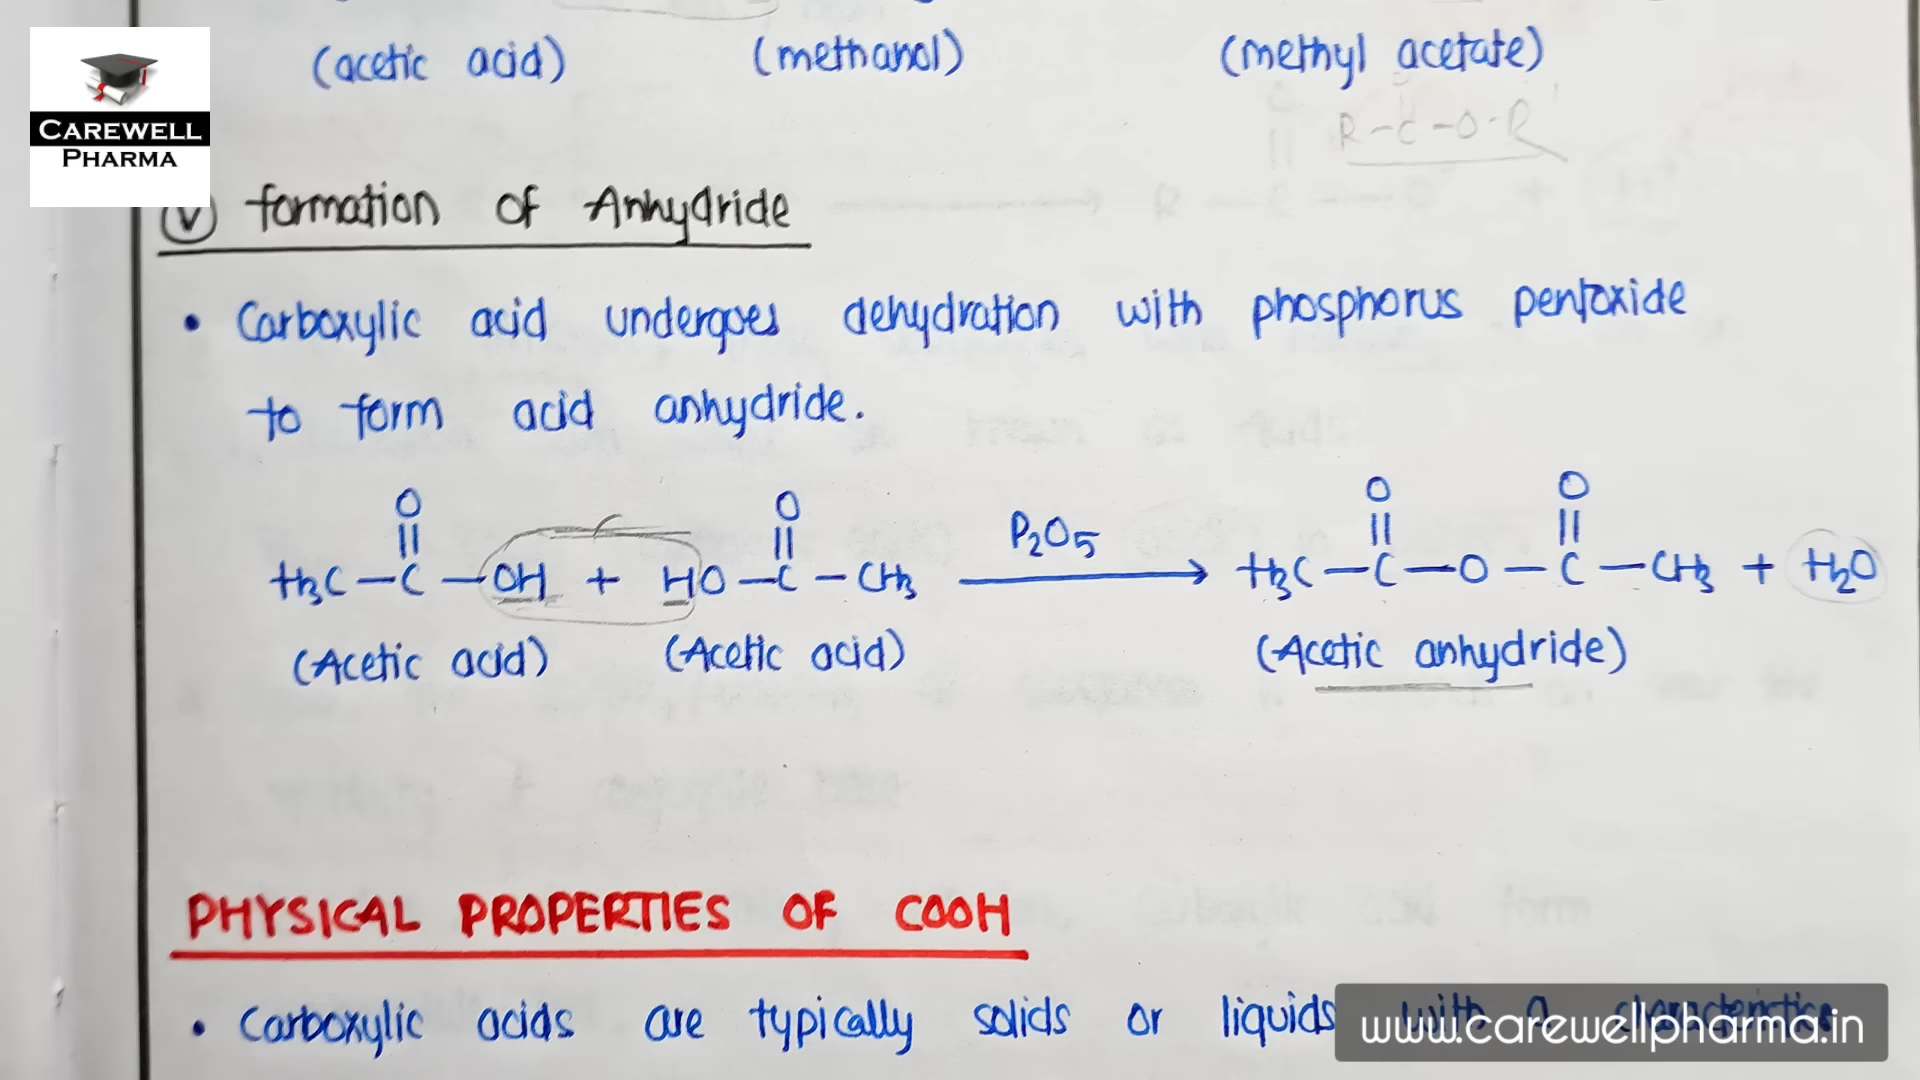 (acetic acid) (methanol) (methyl acetate)
R-C-O-R'
CAREWELL
PHARMA
(V) formation of Anhydride
• Carboxylic acid undergoes dehydration with phosphorus pentoxide
to form acid anhydride.
O O O O
|| || P₂O₅ || ||
H₃C—C—OH + HO—C—CH₃ ⟶ H₃C—C—O—C—CH₃ + H₂O
(Acetic acid) (Acetic acid) (Acetic anhydride)
PHYSICAL PROPERTIES OF COOH
• Carboxylic acids are typically solids or liquids with a characteristics
www.carewellpharma.in